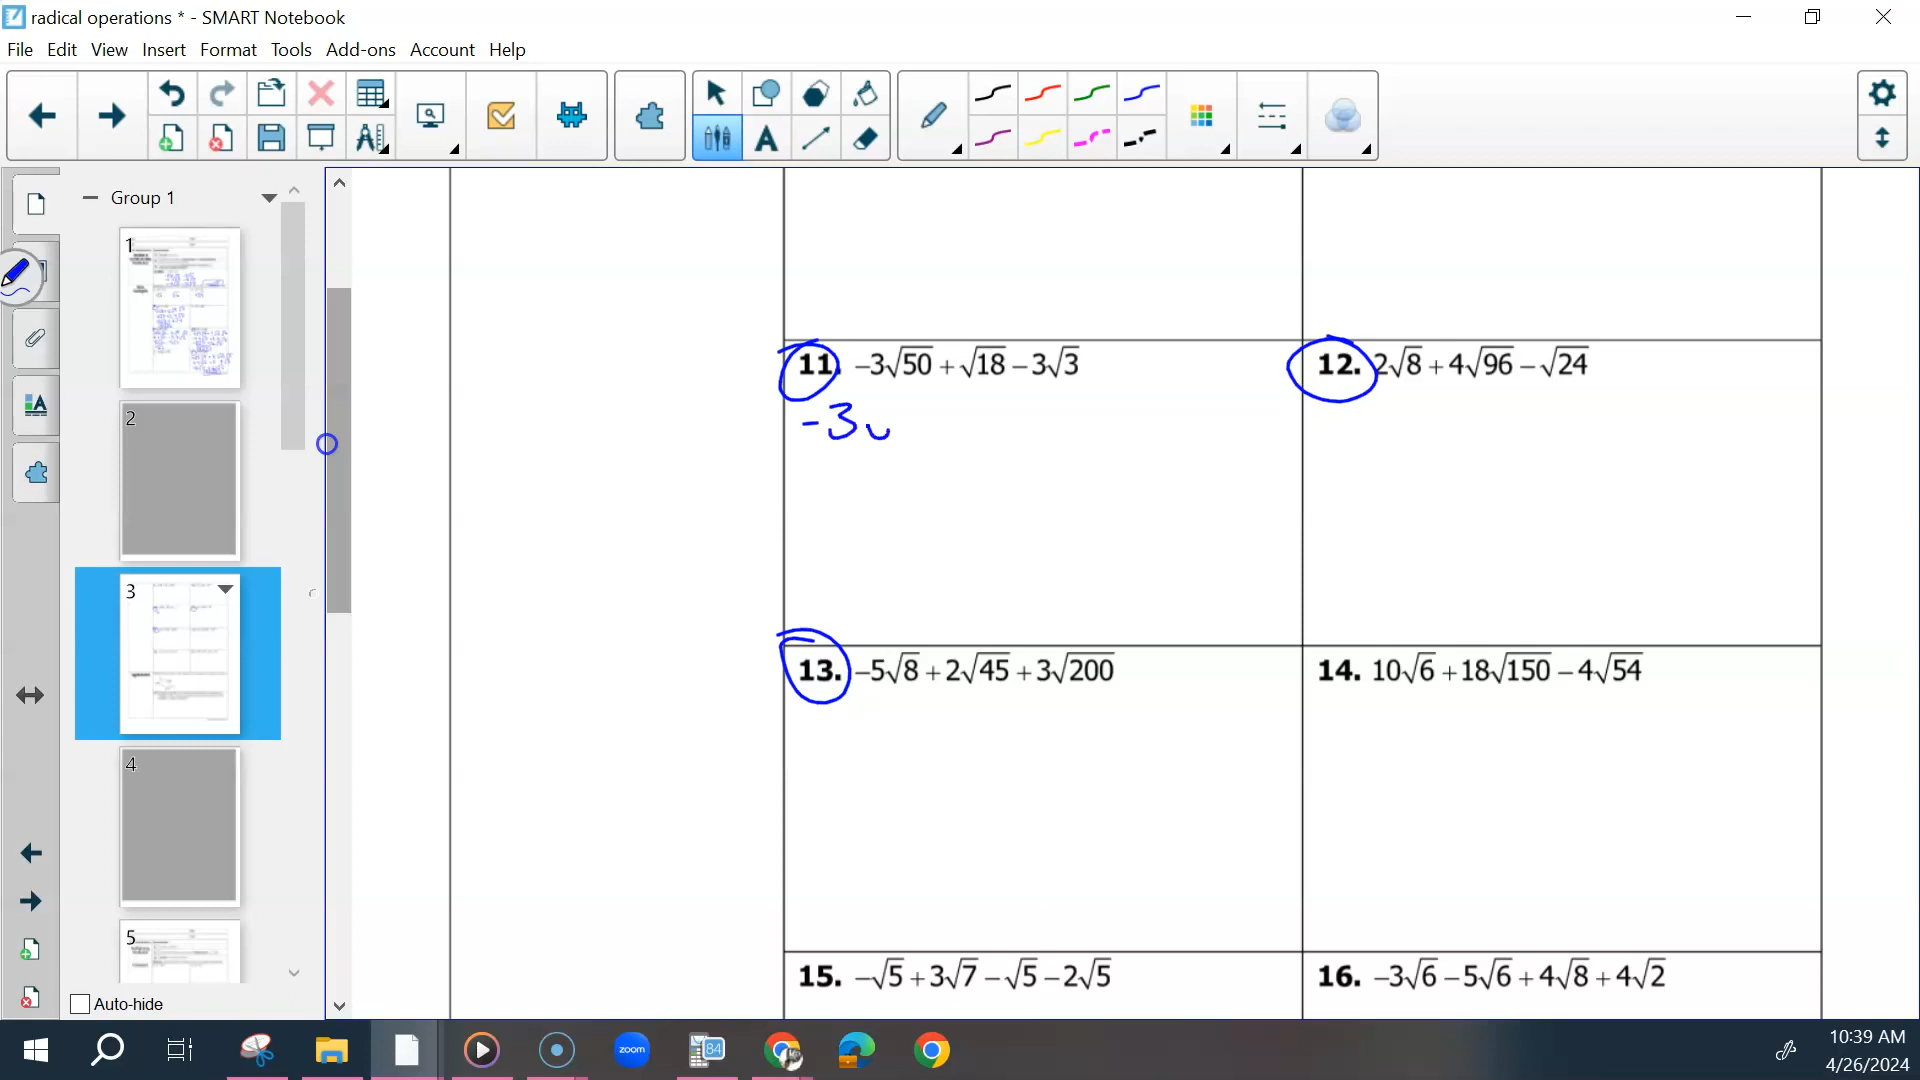 radical operations * - SMART Notebook
File Edit View Insert Format Tools Add-ons Account Help
Group 1
1
2
3
4
5
Auto-hide
11. −3√50 + √18 − 3√3
-3
12. 2√8 + 4√96 − √24
13. −5√8 + 2√45 + 3√200
14. 10√6 + 18√150 − 4√54
15. −√5 + 3√7 − √5 − 2√5
16. −3√6 − 5√6 + 4√8 + 4√2
zoom
84
10:39 AM
4/26/2024